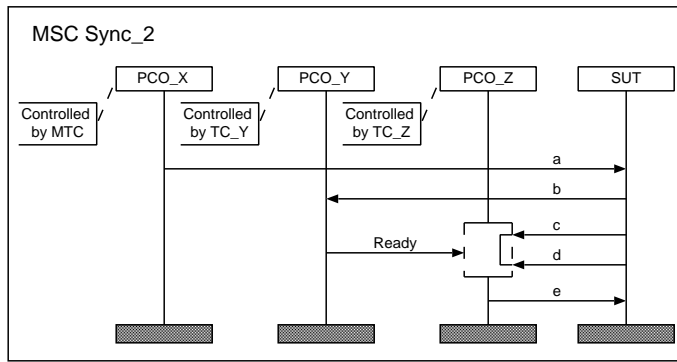 MSC Sync_2
PCO_X
PCO_Y
PCO_Z
SUT
Controlled
by MTC
Controlled
by TC_Y
Controlled
by TC_Z
a
b
c
Ready
d
e